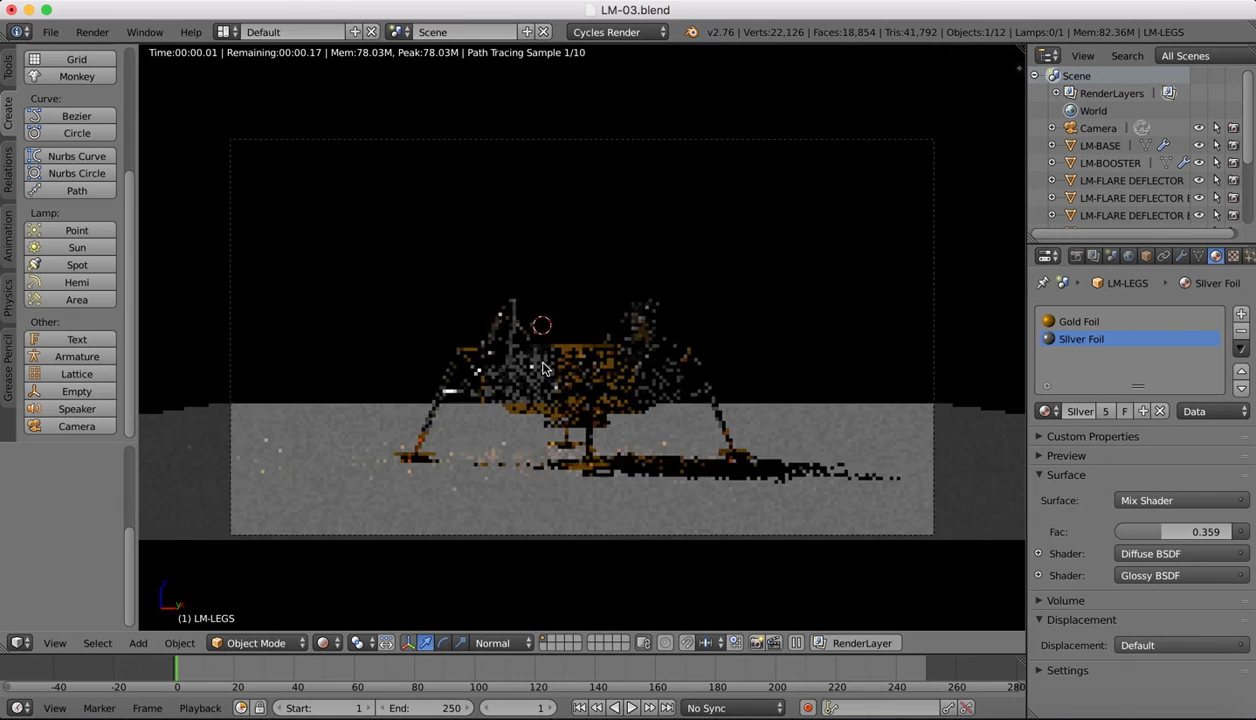 LM-03.blend
File Render Window Help Default Scene Cycles Render v2.76 | Verts:22,126 | Faces:18,854 | Tris:41,792 | Objects:1/12 | Lamps:0/1 | Mem:82.36M | LM-LEGS
Time:00:00.01 | Remaining:00:00.17 | Mem:78.03M, Peak:78.03M | Path Tracing Sample 1/10
Tools
Create
Relations
Animation
Physics
Grease Pencil
Grid
Monkey
Curve:
Bezier
Circle
Nurbs Curve
Nurbs Circle
Path
Lamp:
Point
Sun
Spot
Hemi
Area
Other:
Text
Armature
Lattice
Empty
Speaker
Camera
(1) LM-LEGS
View Select Add Object Object Mode Normal RenderLayer
-40 -20 0 20 40 60 80 100 120 140 160 180 200 220 240 260 280
View Marker Frame Playback Start: 1 End: 250 1 No Sync
View Search All Scenes
Scene
RenderLayers |
World
Camera |
LM-BASE
LM-BOOSTER
LM-FLARE DEFLECTOR
LM-FLARE DEFLECTOR
LM-FLARE DEFLECTOR
LM-LEGS SIlver Foil
Gold Foil
SIlver Foil
SIlver 5 F Data
Custom Properties
Preview
Surface
Surface: Mix Shader
Fac: 0.359
Shader: Diffuse BSDF
Shader: Glossy BSDF
Volume
Displacement
Displacement: Default
Settings